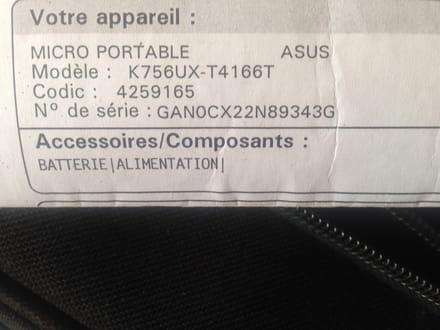 Votre appareil :
MICRO PORTABLE ASUS
Modèle : K756UX-T4166T
Codic : 4259165
N° de série : GAN0CX22N89343G
Accessoires/Composants :
BATTERIE|ALIMENTATION|